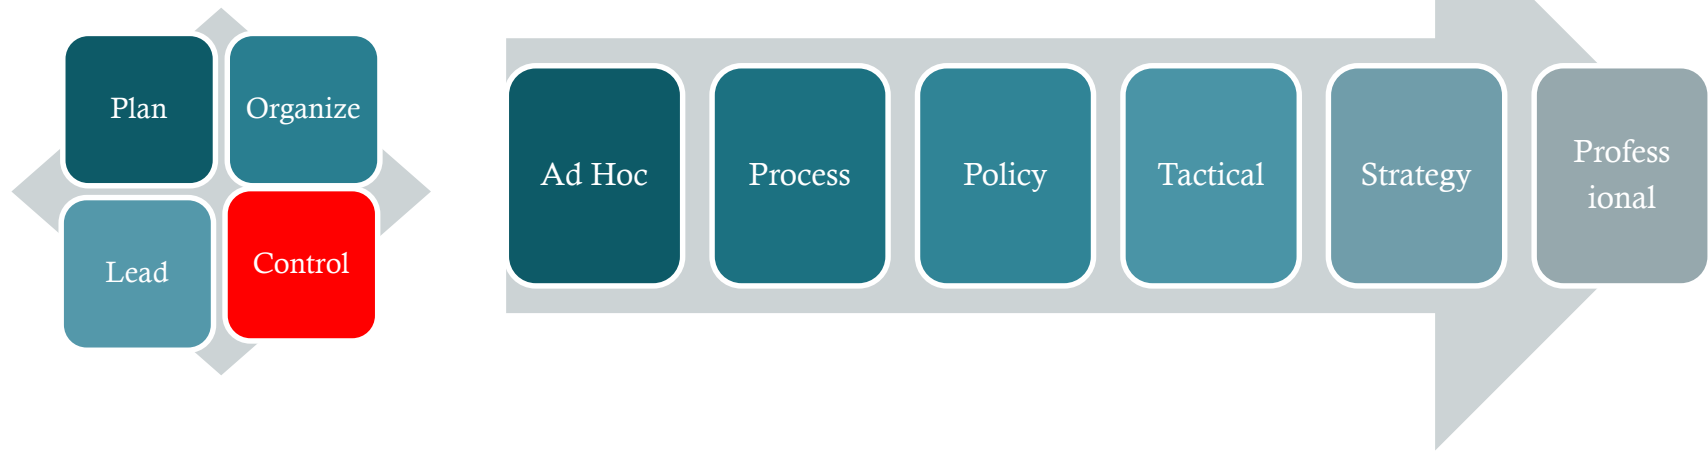 Plan
Organize
Lead
Control
Ad Hoc
Process
Policy
Tactical
Strategy
Profess
ional